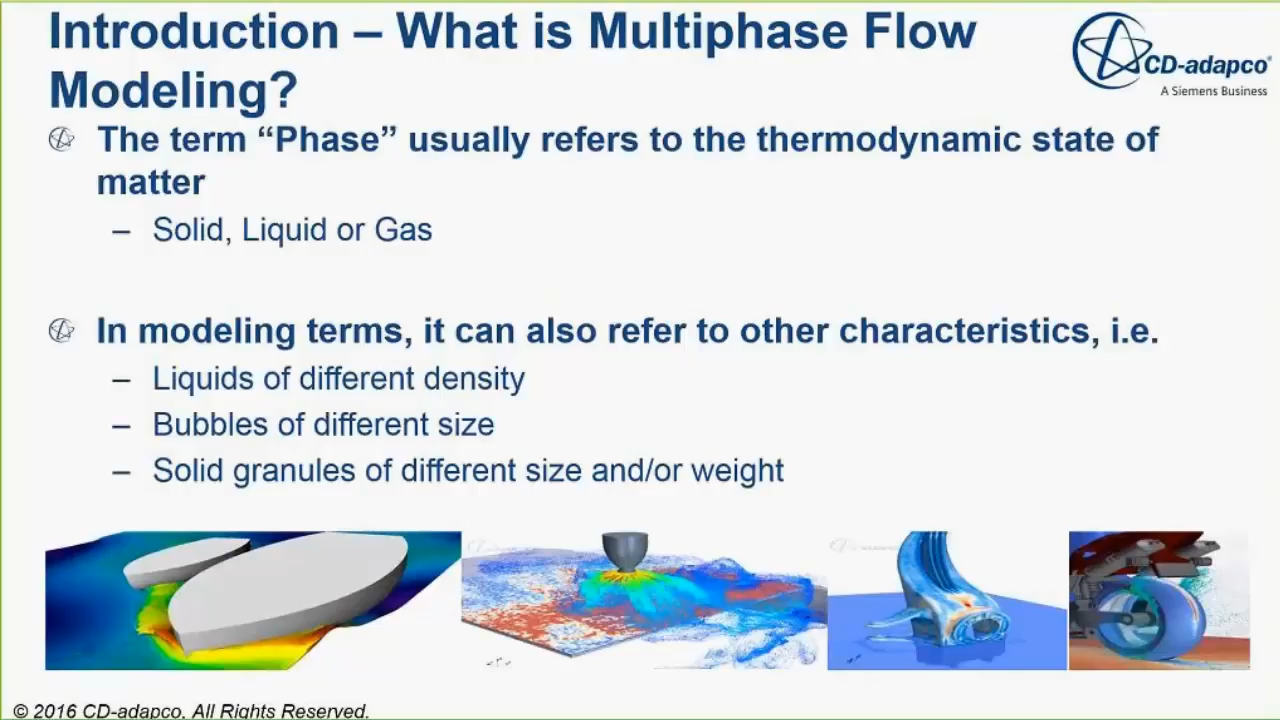 Introduction – What is Multiphase Flow
Modeling?
CD-adapco®
A Siemens Business
The term “Phase” usually refers to the thermodynamic state of
matter
– Solid, Liquid or Gas
In modeling terms, it can also refer to other characteristics, i.e.
– Liquids of different density
– Bubbles of different size
– Solid granules of different size and/or weight
© 2016 CD-adapco. All Rights Reserved.